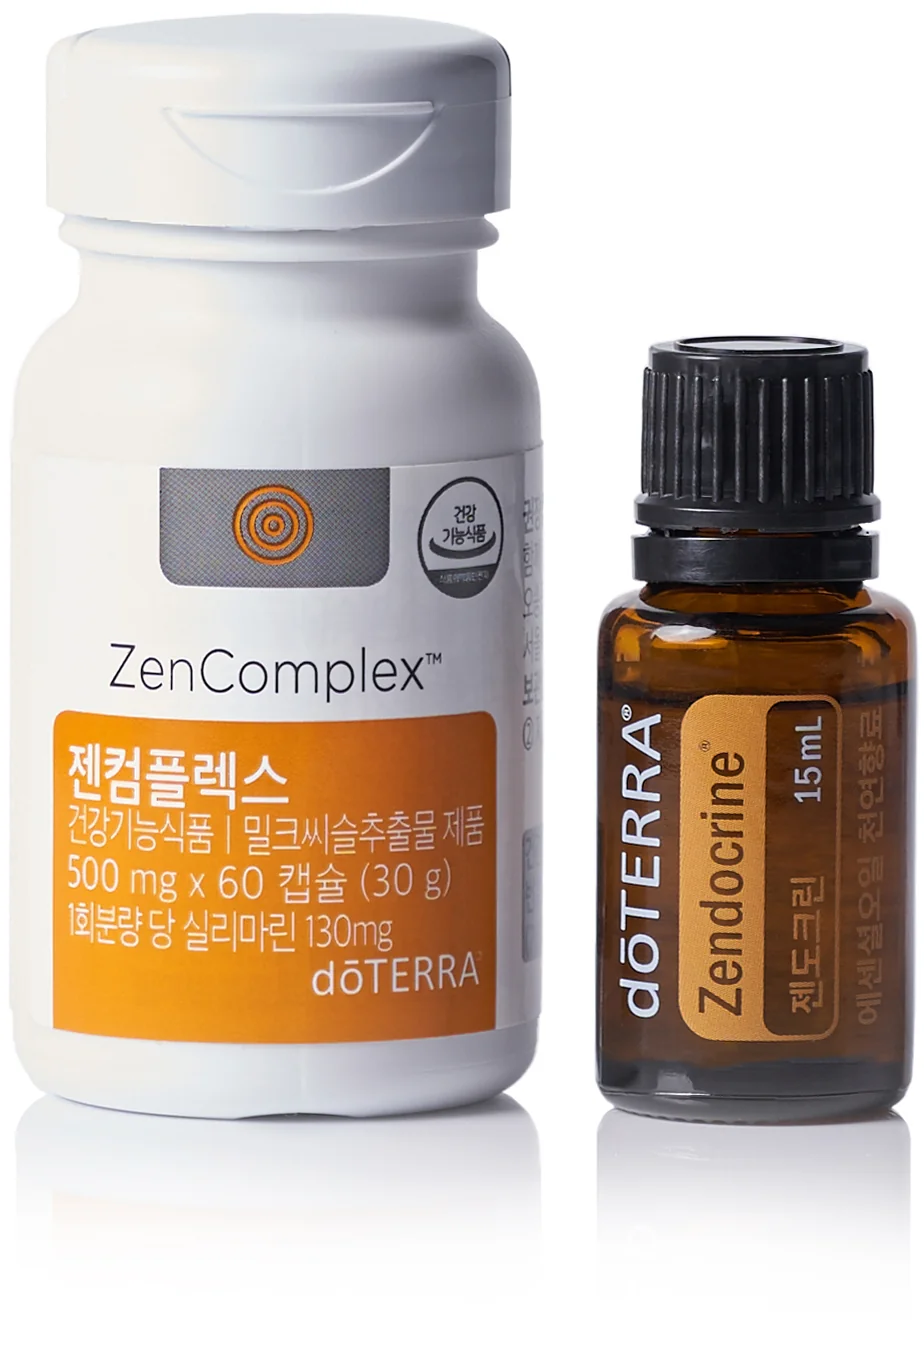 건강
기능식품
ZenComplex™
젠컴플렉스
건강기능식품 | 밀크씨슬추출물 제품
500 mg x 60 캡슐 (30 g)
1회분량 당 실리마린 130mg
dōTERRA
dōTERRA®
Zendocrine®
젠도크린 15 mL
에센셜오일 천연향료